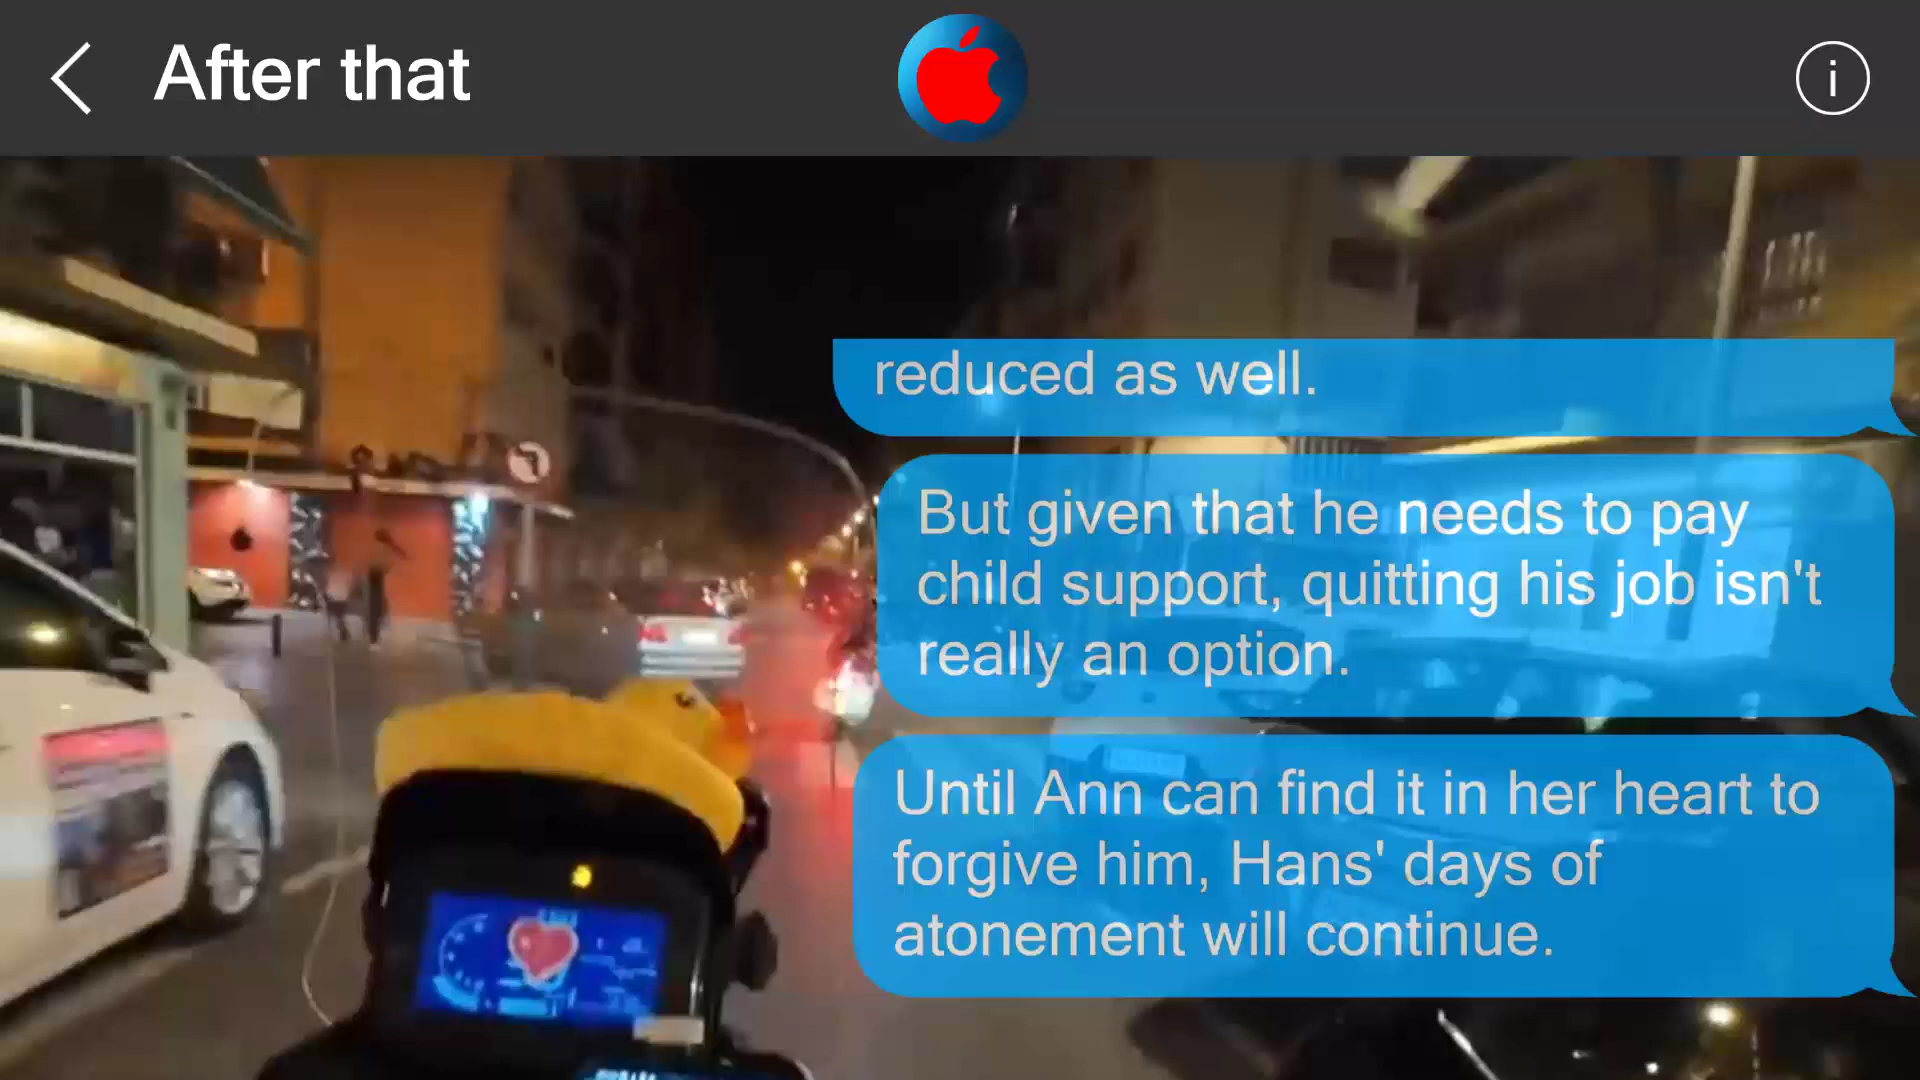 After that
reduced as well.
But given that he needs to pay
child support, quitting his job isn't
really an option.
Until Ann can find it in her heart to
forgive him, Hans' days of
atonement will continue.